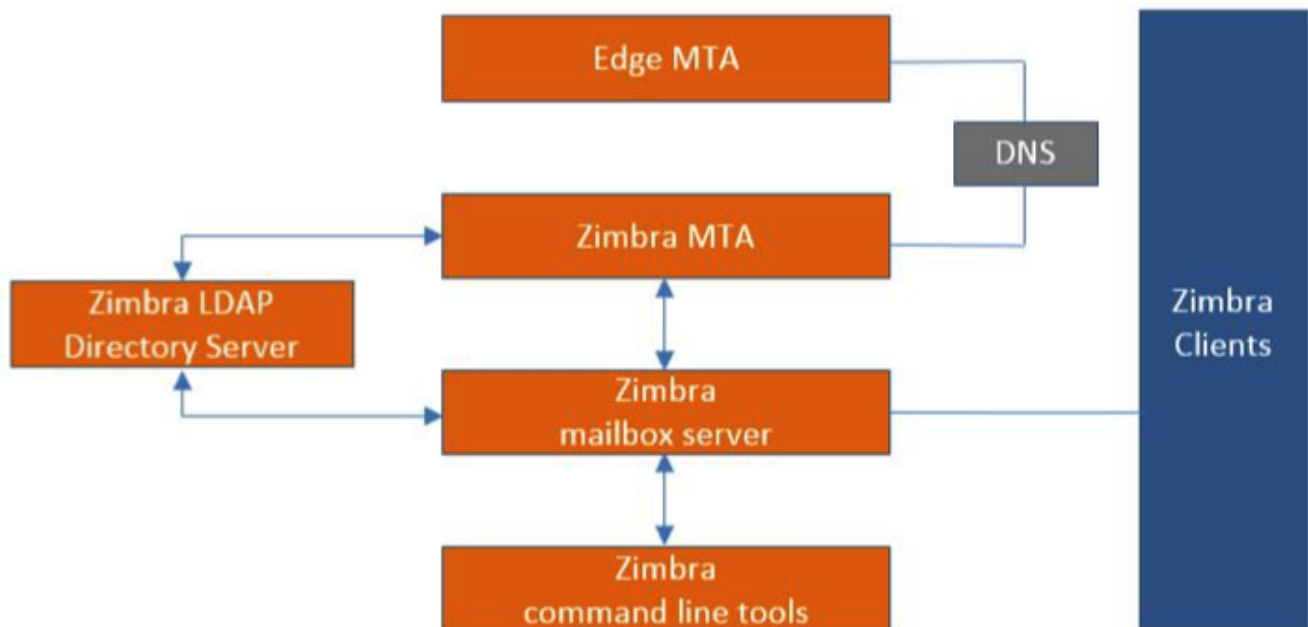 Edge MTA
DNS
Zimbra MTA
Zimbra LDAP
Directory Server
Zimbra
Clients
Zimbra
mailbox server
Zimbra
command line tools